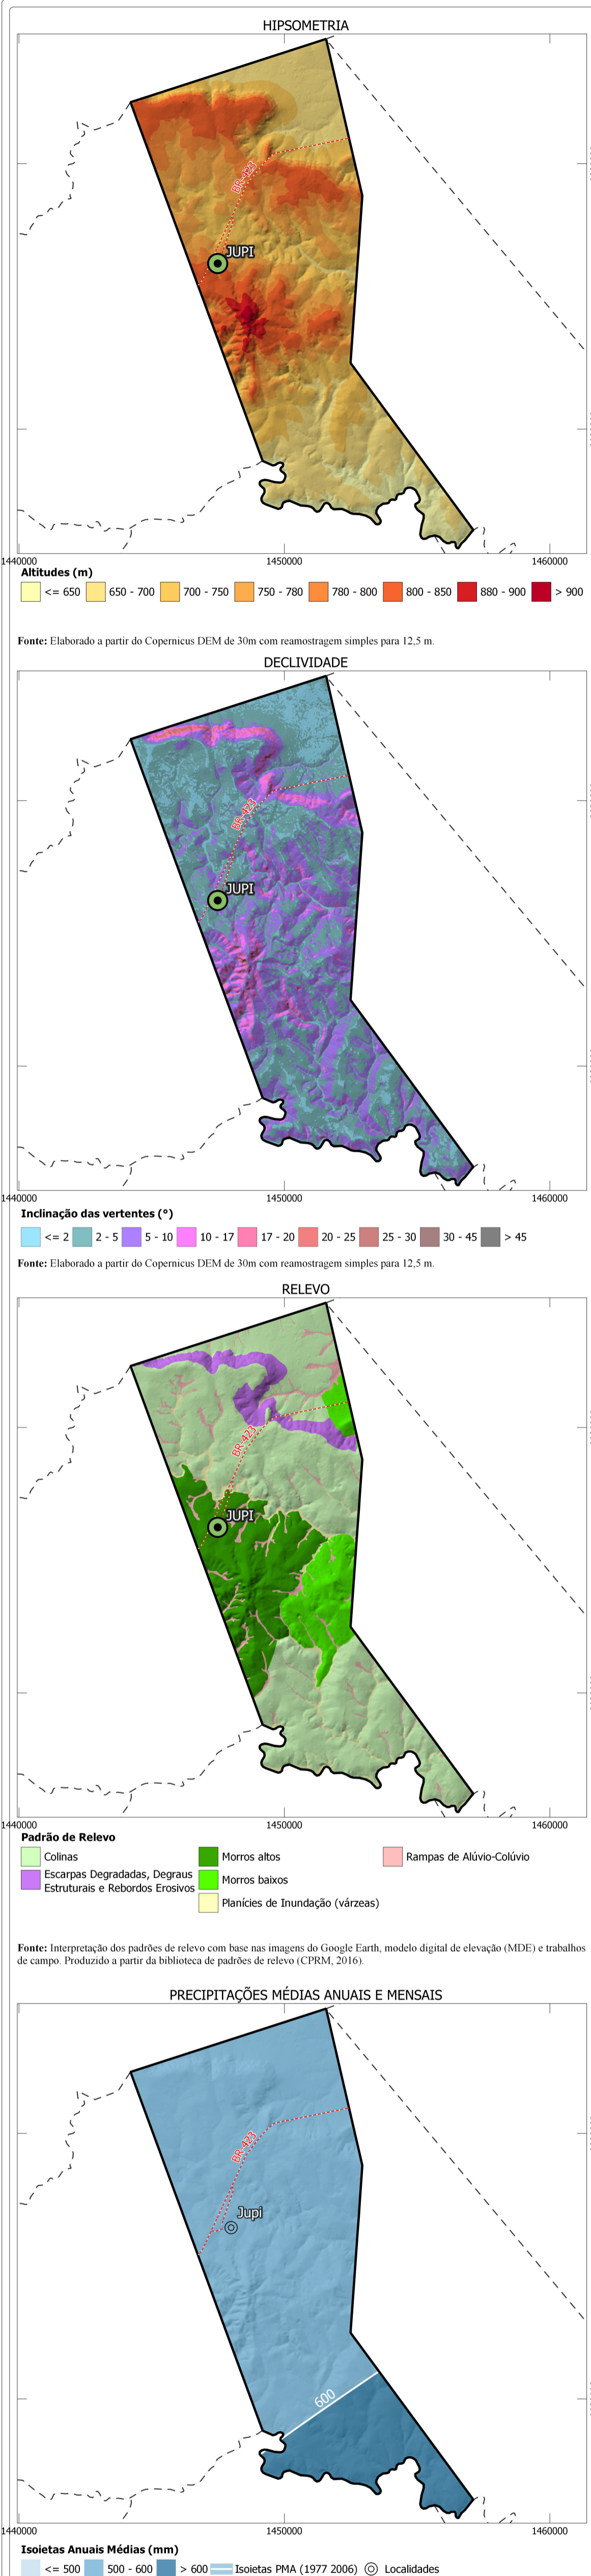 HIPSOMETRIA
BR-423
JUPI
1440000 1450000 1460000
Altitudes (m)
<= 650 650 - 700 700 - 750 750 - 780 780 - 800 800 - 850 880 - 900 > 900
Fonte: Elaborado a partir do Copernicus DEM de 30m com reamostragem simples para 12,5 m.
DECLIVIDADE
BR-423
JUPI
1440000 1450000 1460000
Inclinação das vertentes (°)
<= 2 2 - 5 5 - 10 10 - 17 17 - 20 20 - 25 25 - 30 30 - 45 > 45
Fonte: Elaborado a partir do Copernicus DEM de 30m com reamostragem simples para 12,5 m.
RELEVO
BR-423
JUPI
1440000 1450000 1460000
Padrão de Relevo
Colinas Morros altos Rampas de Alúvio-Colúvio
Escarpas Degradadas, Degraus
Estruturais e Rebordos Erosivos
Morros baixos
Planícies de Inundação (várzeas)
Fonte: Interpretação dos padrões de relevo com base nas imagens do Google Earth, modelo digital de elevação (MDE) e trabalhos
de campo. Produzido a partir da biblioteca de padrões de relevo (CPRM, 2016).
PRECIPITAÇÕES MÉDIAS ANUAIS E MENSAIS
BR-423
Jupi
600
1440000 1450000 1460000
Isoietas Anuais Médias (mm)
<= 500 500 - 600 > 600 Isoietas PMA (1977 2006) Localidades